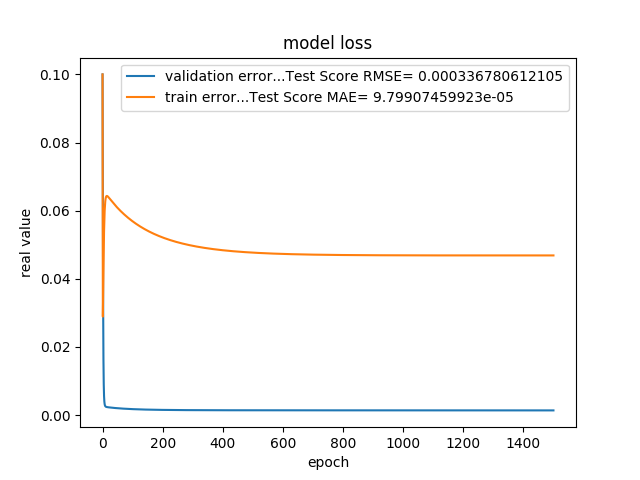 model loss
validation error...Test Score RMSE= 0.000336780612105
train error...Test Score MAE= 9.79907459923e-05
real value
0.10
0.08
0.06
0.04
0.02
0.00
0 200 400 600 800 1000 1200 1400
epoch